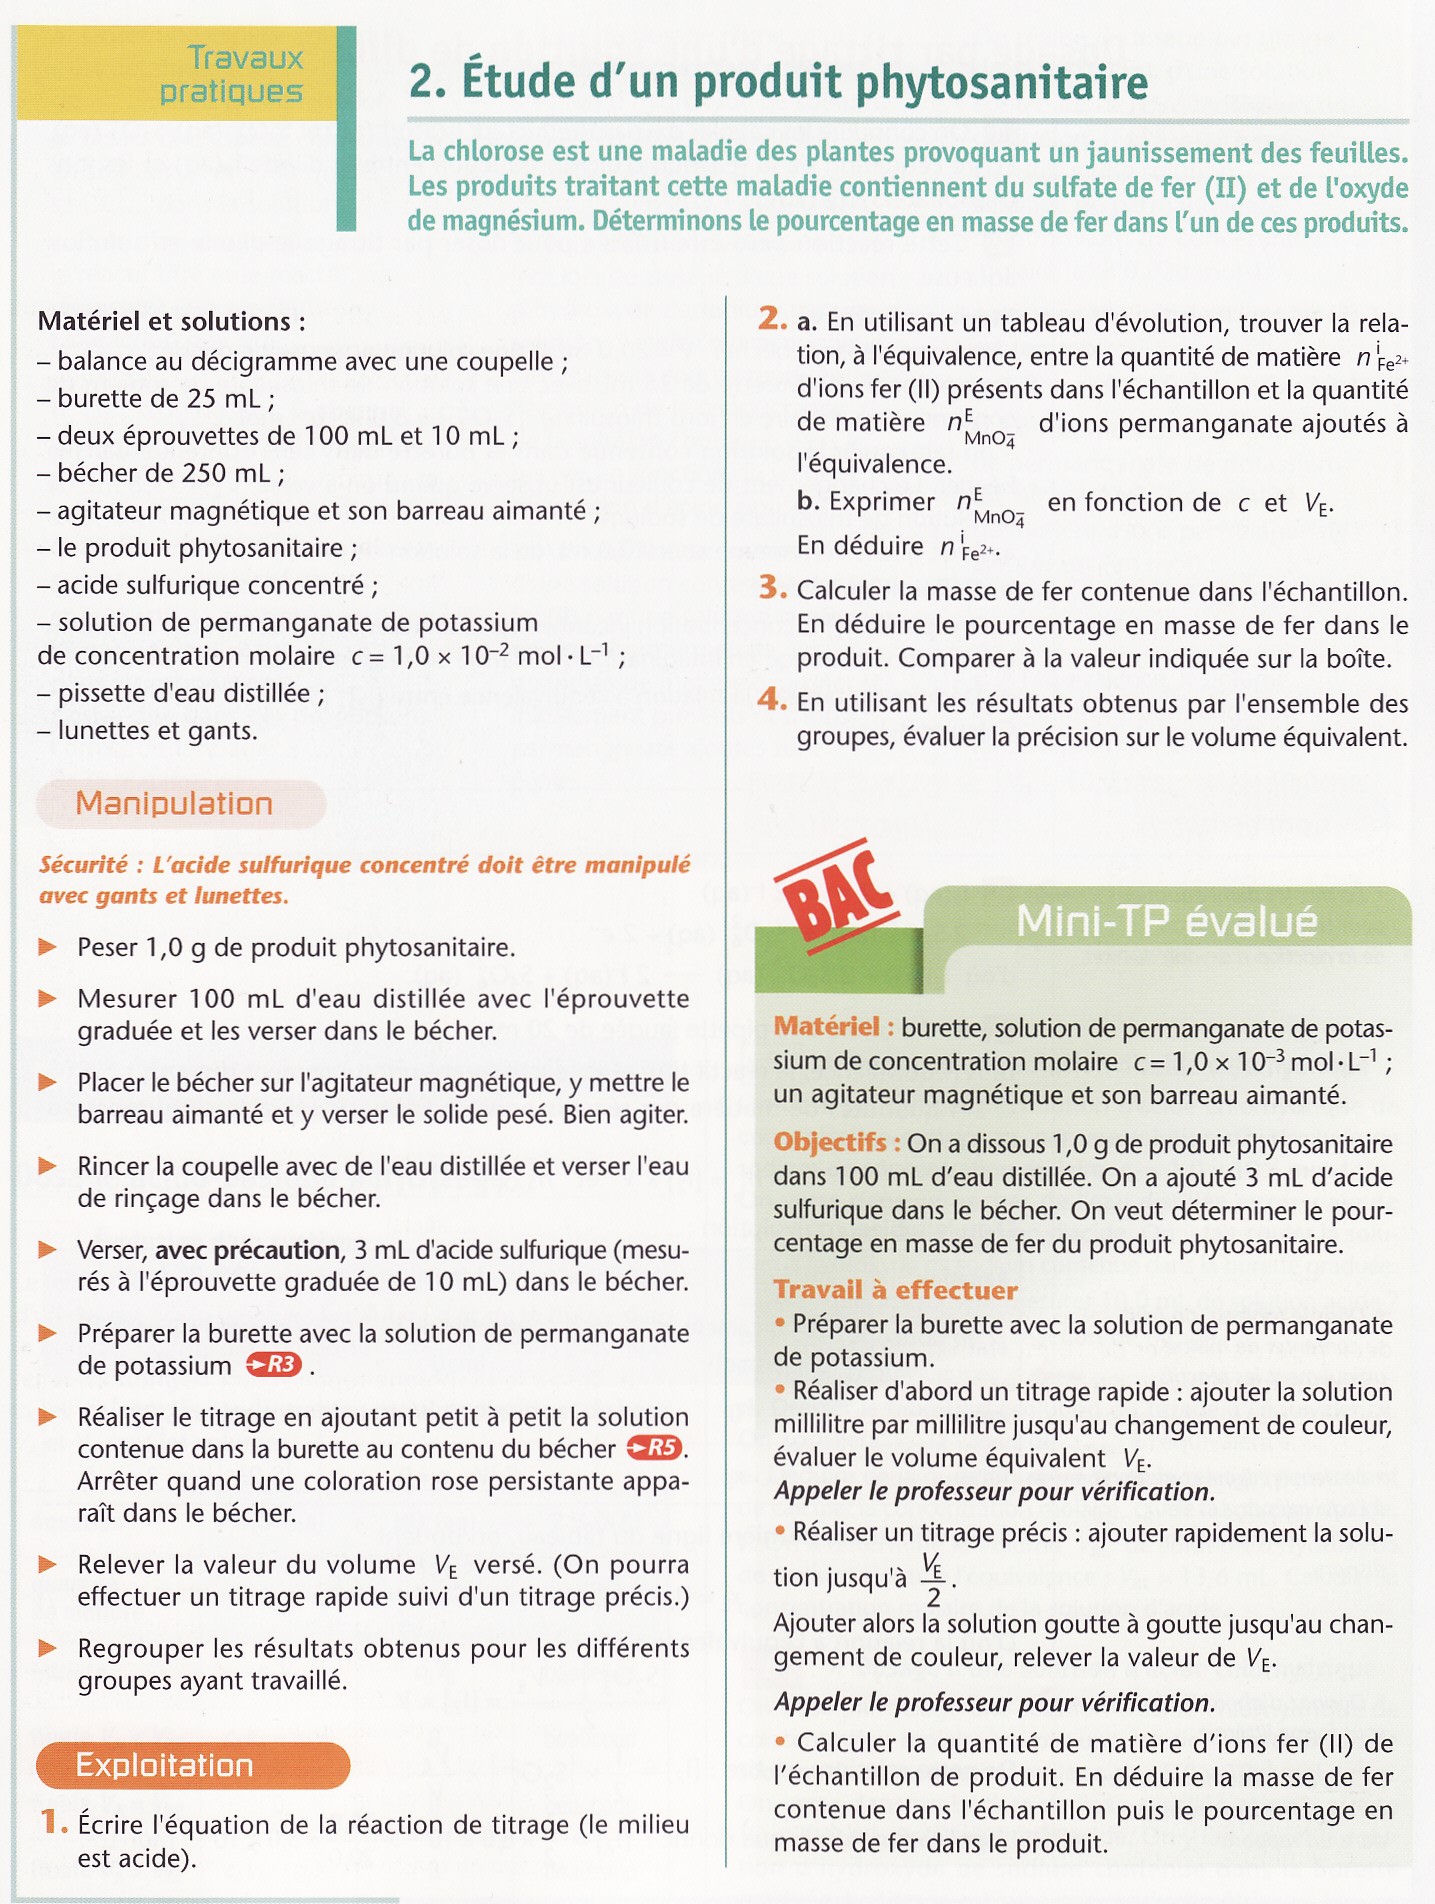 Travaux
pratiques
2. Étude d'un produit phytosanitaire
La chlorose est une maladie des plantes provoquant un jaunissement des feuilles.
Les produits traitant cette maladie contiennent du sulfate de fer (II) et de l'oxyde
de magnésium. Déterminons le pourcentage en masse de fer dans l'un de ces produits.
Matériel et solutions :
– balance au décigramme avec une coupelle ;
– burette de 25 mL ;
– deux éprouvettes de 100 mL et 10 mL ;
– bécher de 250 mL ;
– agitateur magnétique et son barreau aimanté ;
– le produit phytosanitaire ;
– acide sulfurique concentré ;
– solution de permanganate de potassium
de concentration molaire c = 1,0 × 10⁻² mol · L⁻¹ ;
– pissette d'eau distillée ;
– lunettes et gants.
Manipulation
Sécurité : L'acide sulfurique concentré doit être manipulé
avec gants et lunettes.
► Peser 1,0 g de produit phytosanitaire.
► Mesurer 100 mL d'eau distillée avec l'éprouvette
graduée et les verser dans le bécher.
► Placer le bécher sur l'agitateur magnétique, y mettre le
barreau aimanté et y verser le solide pesé. Bien agiter.
► Rincer la coupelle avec de l'eau distillée et verser l'eau
de rinçage dans le bécher.
► Verser, avec précaution, 3 mL d'acide sulfurique (mesu-
rés à l'éprouvette graduée de 10 mL) dans le bécher.
► Préparer la burette avec la solution de permanganate
de potassium ➔R3 .
► Réaliser le titrage en ajoutant petit à petit la solution
contenue dans la burette au contenu du bécher ➔R5 .
Arrêter quand une coloration rose persistante appa-
raît dans le bécher.
► Relever la valeur du volume V_E versé. (On pourra
effectuer un titrage rapide suivi d'un titrage précis.)
► Regrouper les résultats obtenus pour les différents
groupes ayant travaillé.
Exploitation
1. Écrire l'équation de la réaction de titrage (le milieu
est acide).
2. a. En utilisant un tableau d'évolution, trouver la rela-
tion, à l'équivalence, entre la quantité de matière n^i_Fe²⁺
d'ions fer (II) présents dans l'échantillon et la quantité
de matière n^E_MnO₄⁻ d'ions permanganate ajoutés à
l'équivalence.
b. Exprimer n^E_MnO₄⁻ en fonction de c et V_E.
En déduire n^i_Fe²⁺.
3. Calculer la masse de fer contenue dans l'échantillon.
En déduire le pourcentage en masse de fer dans le
produit. Comparer à la valeur indiquée sur la boîte.
4. En utilisant les résultats obtenus par l'ensemble des
groupes, évaluer la précision sur le volume équivalent.
BAC
Mini-TP évalué
Matériel : burette, solution de permanganate de potas-
sium de concentration molaire c = 1,0 × 10⁻³ mol·L⁻¹ ;
un agitateur magnétique et son barreau aimanté.
Objectifs : On a dissous 1,0 g de produit phytosanitaire
dans 100 mL d'eau distillée. On a ajouté 3 mL d'acide
sulfurique dans le bécher. On veut déterminer le pour-
centage en masse de fer du produit phytosanitaire.
Travail à effectuer
• Préparer la burette avec la solution de permanganate
de potassium.
• Réaliser d'abord un titrage rapide : ajouter la solution
millilitre par millilitre jusqu'au changement de couleur,
évaluer le volume équivalent V_E.
Appeler le professeur pour vérification.
• Réaliser un titrage précis : ajouter rapidement la solu-
tion jusqu'à V_E/2 .
Ajouter alors la solution goutte à goutte jusqu'au chan-
gement de couleur, relever la valeur de V_E.
Appeler le professeur pour vérification.
• Calculer la quantité de matière d'ions fer (II) de
l'échantillon de produit. En déduire la masse de fer
contenue dans l'échantillon puis le pourcentage en
masse de fer dans le produit.